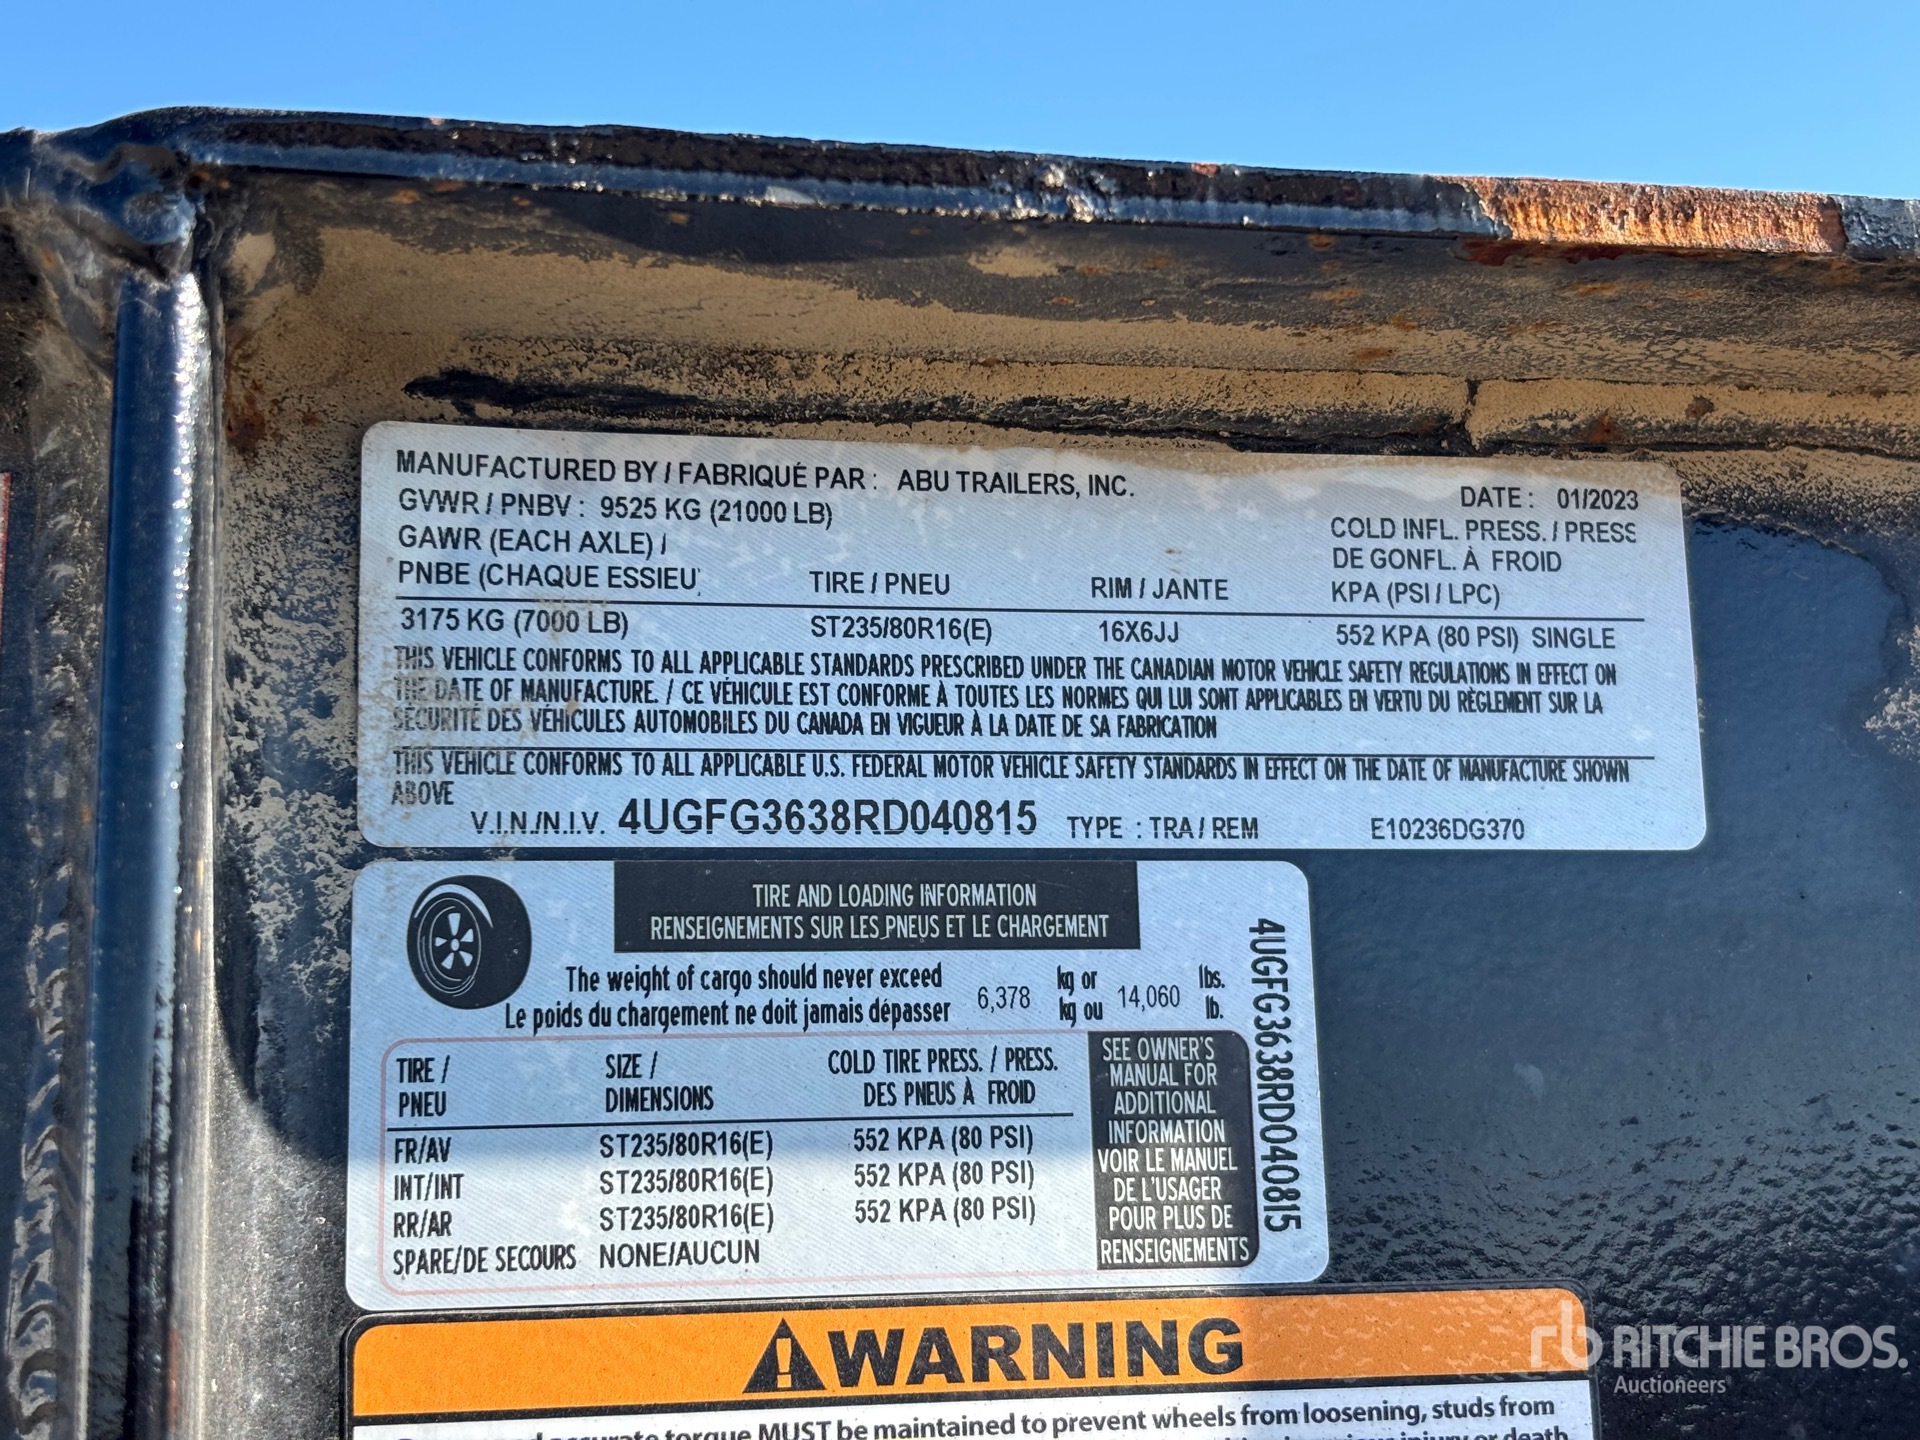 MANUFACTURED BY / FABRIQUÉ PAR : ABU TRAILERS, INC.
DATE : 01/2023
GVWR / PNBV : 9525 KG (21000 LB)
GAWR (EACH AXLE) /
PNBE (CHAQUE ESSIEU)
TIRE / PNEU
RIM / JANTE
COLD INFL. PRESS. / PRESS
DE GONFL. À FROID
KPA (PSI / LPC)
3175 KG (7000 LB) ST235/80R16(E) 16X6JJ 552 KPA (80 PSI) SINGLE
THIS VEHICLE CONFORMS TO ALL APPLICABLE STANDARDS PRESCRIBED UNDER THE CANADIAN MOTOR VEHICLE SAFETY REGULATIONS IN EFFECT ON
THE DATE OF MANUFACTURE. / CE VÉHICULE EST CONFORME À TOUTES LES NORMES QUI LUI SONT APPLICABLES EN VERTU DU RÈGLEMENT SUR LA
SÉCURITÉ DES VÉHICULES AUTOMOBILES DU CANADA EN VIGUEUR À LA DATE DE SA FABRICATION
THIS VEHICLE CONFORMS TO ALL APPLICABLE U.S. FEDERAL MOTOR VEHICLE SAFETY STANDARDS IN EFFECT ON THE DATE OF MANUFACTURE SHOWN
ABOVE
V.I.N./N.I.V. 4UGFG3638RD040815 TYPE : TRA / REM E10236DG370
TIRE AND LOADING INFORMATION
RENSEIGNEMENTS SUR LES PNEUS ET LE CHARGEMENT
The weight of cargo should never exceed
Le poids du chargement ne doit jamais dépasser
6,378
kg or
kg ou
14,060
lbs.
lb.
TIRE /
PNEU
SIZE /
DIMENSIONS
COLD TIRE PRESS. / PRESS.
DES PNEUS À FROID
FR/AV ST235/80R16(E) 552 KPA (80 PSI)
INT/INT ST235/80R16(E) 552 KPA (80 PSI)
RR/AR ST235/80R16(E) 552 KPA (80 PSI)
SPARE/DE SECOURS NONE/AUCUN
SEE OWNER'S
MANUAL FOR
ADDITIONAL
INFORMATION
VOIR LE MANUEL
DE L'USAGER
POUR PLUS DE
RENSEIGNEMENTS
4UGFG3638RD040815
WARNING
torque MUST be maintained to prevent wheels from loosening, studs from
injury or death
rb RITCHIE BROS.
Auctioneers